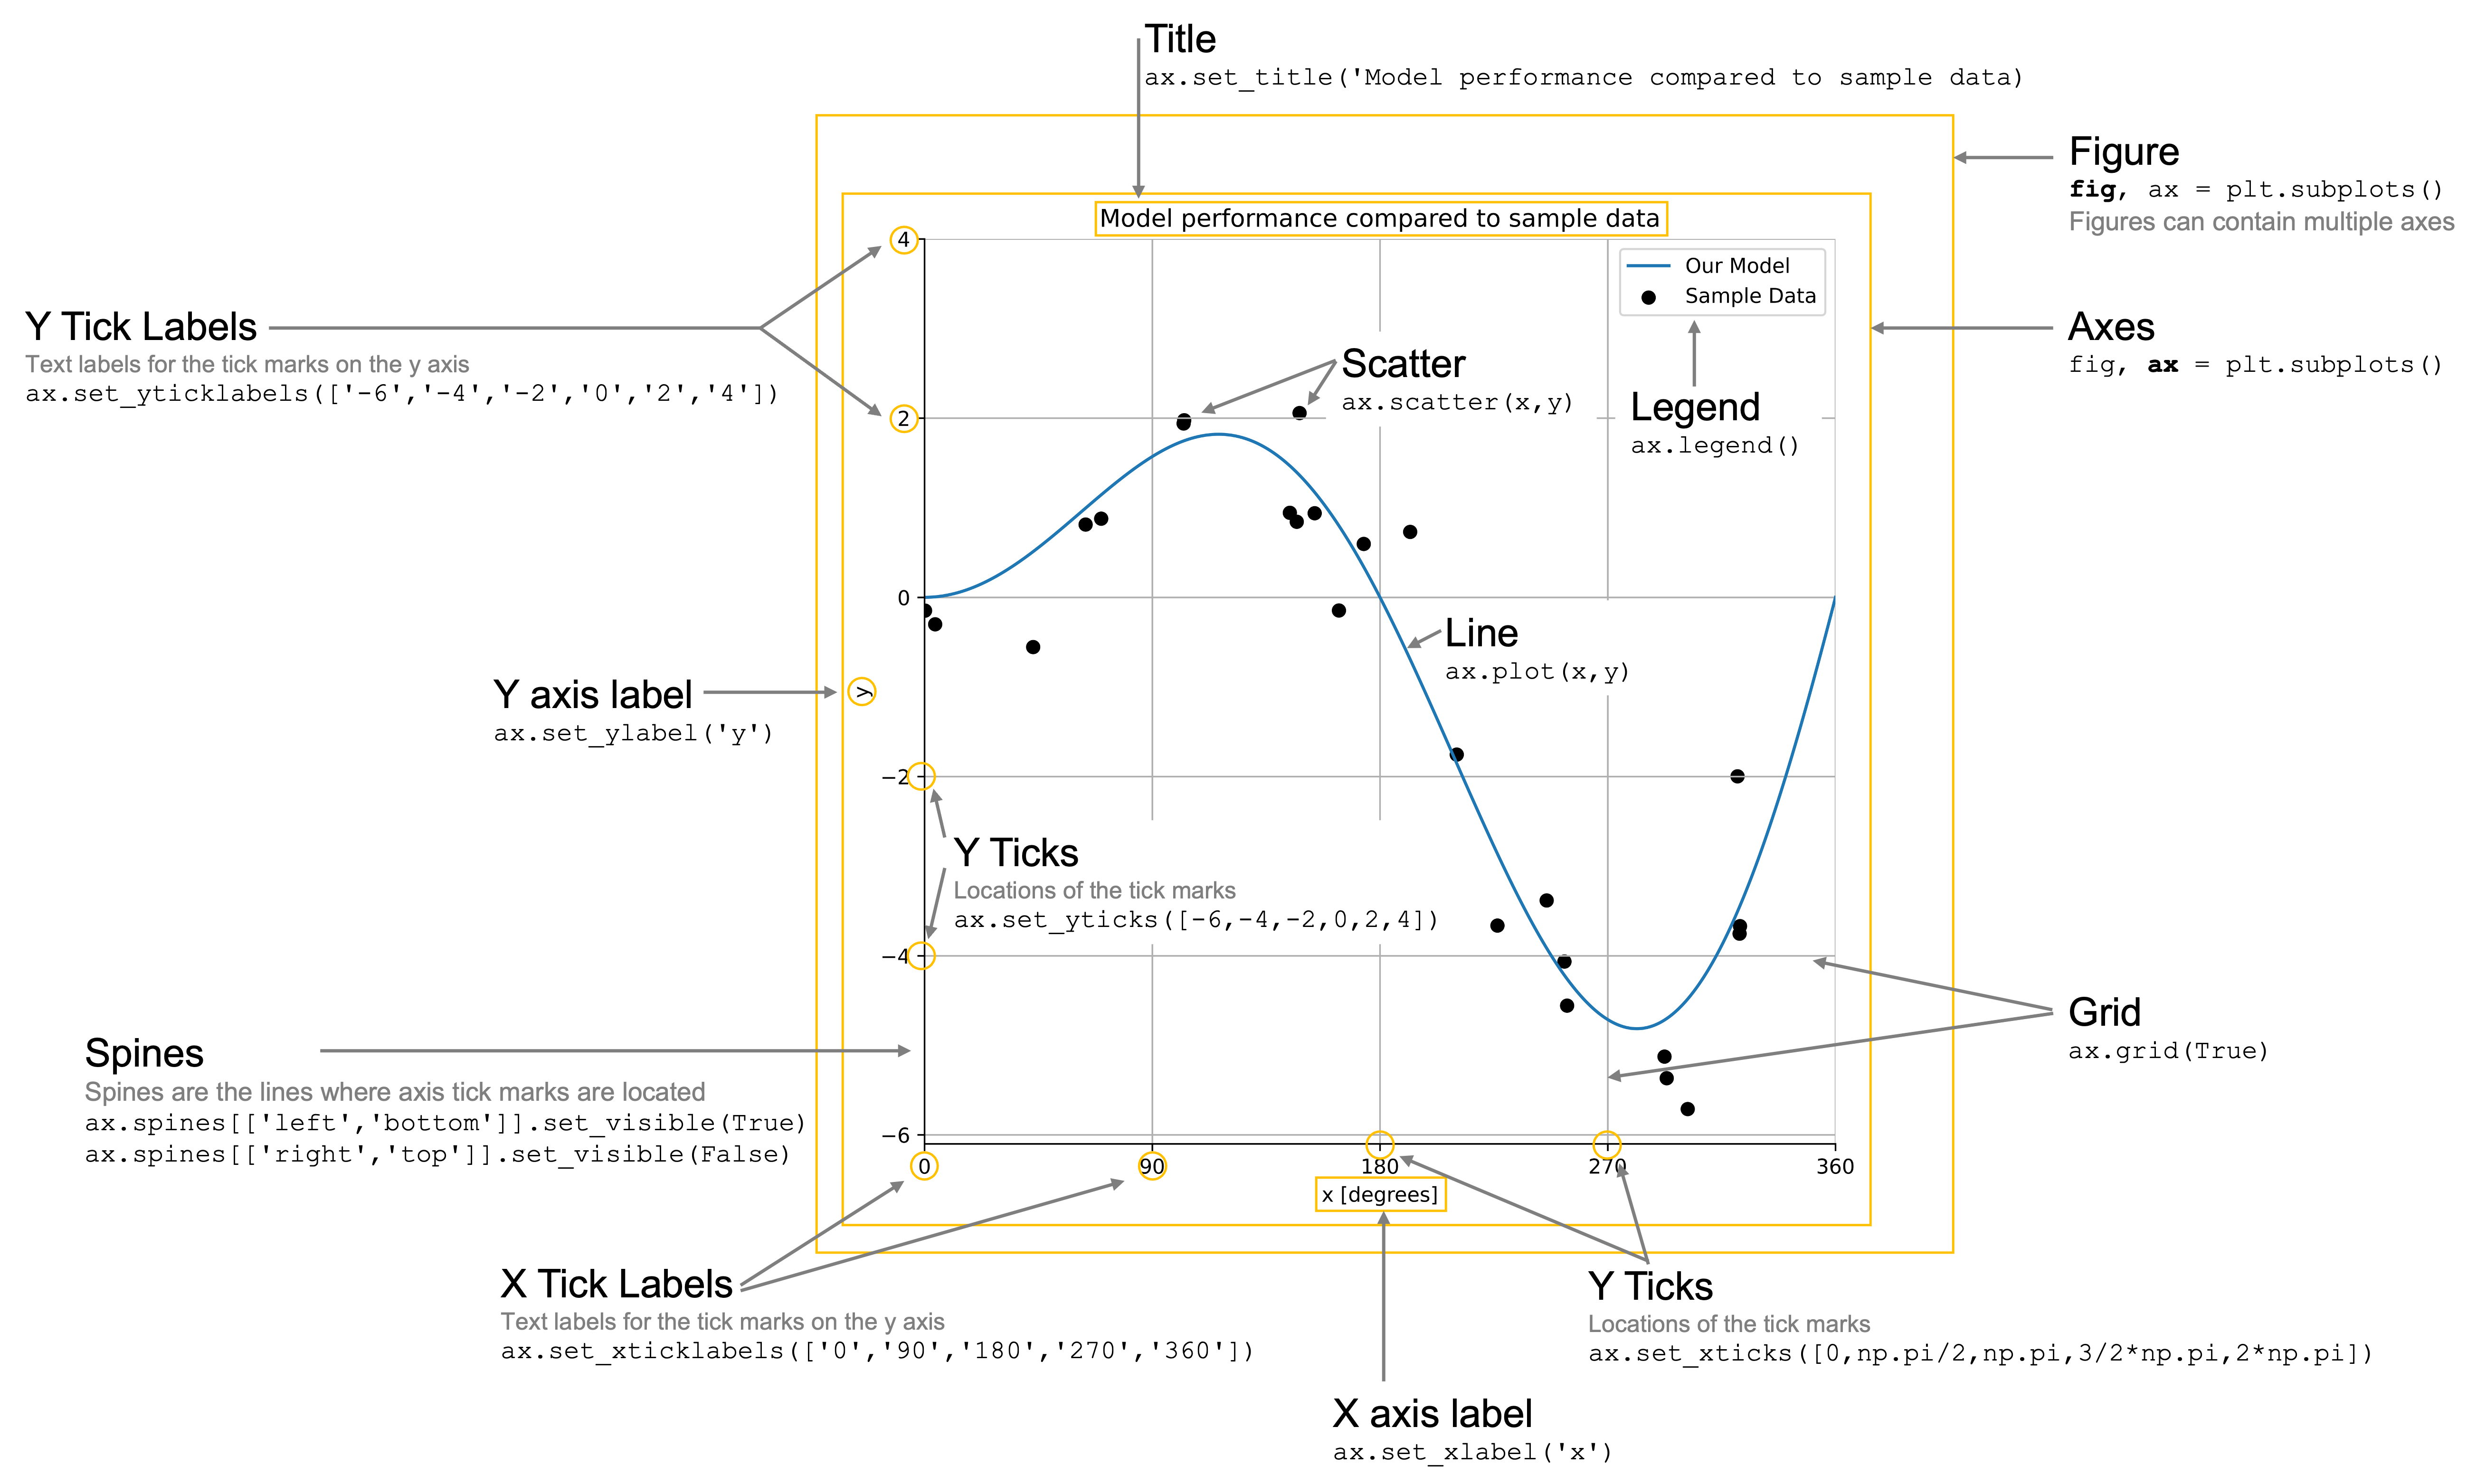 Title
ax.set_title('Model performance compared to sample data)
Figure
fig, ax = plt.subplots()
Figures can contain multiple axes
Model performance compared to sample data
4
Our Model
Sample Data
Y Tick Labels
Text labels for the tick marks on the y axis
ax.set_yticklabels(['-6','-4','-2','0','2','4'])
Axes
fig, ax = plt.subplots()
Scatter
ax.scatter(x,y)
Legend
ax.legend()
2
0
Line
ax.plot(x,y)
Y axis label
ax.set_ylabel('y')
y
−2
Y Ticks
Locations of the tick marks
ax.set_yticks([-6,-4,-2,0,2,4])
−4
Grid
ax.grid(True)
Spines
Spines are the lines where axis tick marks are located
ax.spines[['left','bottom']].set_visible(True)
ax.spines[['right','top']].set_visible(False)
−6
0 90 180 270 360
x [degrees]
X Tick Labels
Text labels for the tick marks on the y axis
ax.set_xticklabels(['0','90','180','270','360'])
Y Ticks
Locations of the tick marks
ax.set_xticks([0,np.pi/2,np.pi,3/2*np.pi,2*np.pi])
X axis label
ax.set_xlabel('x')